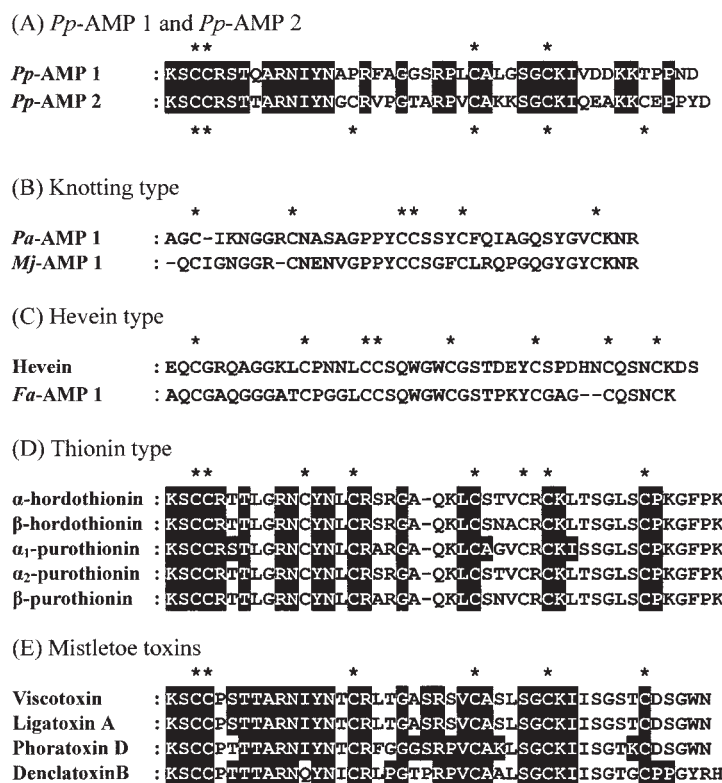 (A) Pp-AMP 1 and Pp-AMP 2
** * *
Pp-AMP 1 : KSCCRSTQARNIYNAPRFAGGSRPLCALGSGCKIVDDKKTPPND
Pp-AMP 2 : KSCCRSTTARNIYNGCRVPGTARPVCAKKSGCKIQEAKKCEPPYD
** * * * *
(B) Knotting type
* * ** * *
Pa-AMP 1 : AGC-IKNGGRCNASAGPPYCCSSYCFQIAGQSYGVCKNR
Mj-AMP 1 : -QCIGNGGR-CNENVGPPYCCSGFCLRQPGQGYGYCKNR
(C) Hevein type
* * ** * * * *
Hevein : EQCGRQAGGKLCPNNLCCSQWGWCGSTDEYCSPDHNCQSNCKDS
Fa-AMP 1 : AQCGAQGGGATCPGGLCCSQWGWCGSTPKYCGAG--CQSNCK
(D) Thionin type
** * * * * * *
α-hordothionin : KSCCRTTLGRNCYNLCRSRGA-QKLCSTVCRCKLTSGLSCPKGFPK
β-hordothionin : KSCCRTTLGRNCYNLCRSRGA-QKLCSNACRCKLTSGLSCPKGFPK
α₁-purothionin : KSCCRSTLGRNCYNLCRARGA-QKLCAGVCRCKISSGLSCPKGFPK
α₂-purothionin : KSCCRTTLGRNCYNLCRSRGA-QKLCSTVCRCKLTSGLSCPKGFPK
β-purothionin : KSCCRTTLGRNCYNLCRARGA-QKLCSNVCRCKLTSGLSCPKGFPK
(E) Mistletoe toxins
** * * * *
Viscotoxin : KSCCPSTTARNIYNTCRLTGASRSVCASLSGCKIISGSTCDSGWN
Ligatoxin A : KSCCPSTTARNIYNTCRLTGASRSVCASLSGCKIISGSTCDSGWN
Phoratoxin D : KSCCPTTTARNIYNTCRFGGGSRPVCAKLSGCKIISGTKCDSGWN
DenclatoxinB : KSCCPTTTARNQYNICRLPGTPRPVCAALSGCKIISGTGCPPGYRH